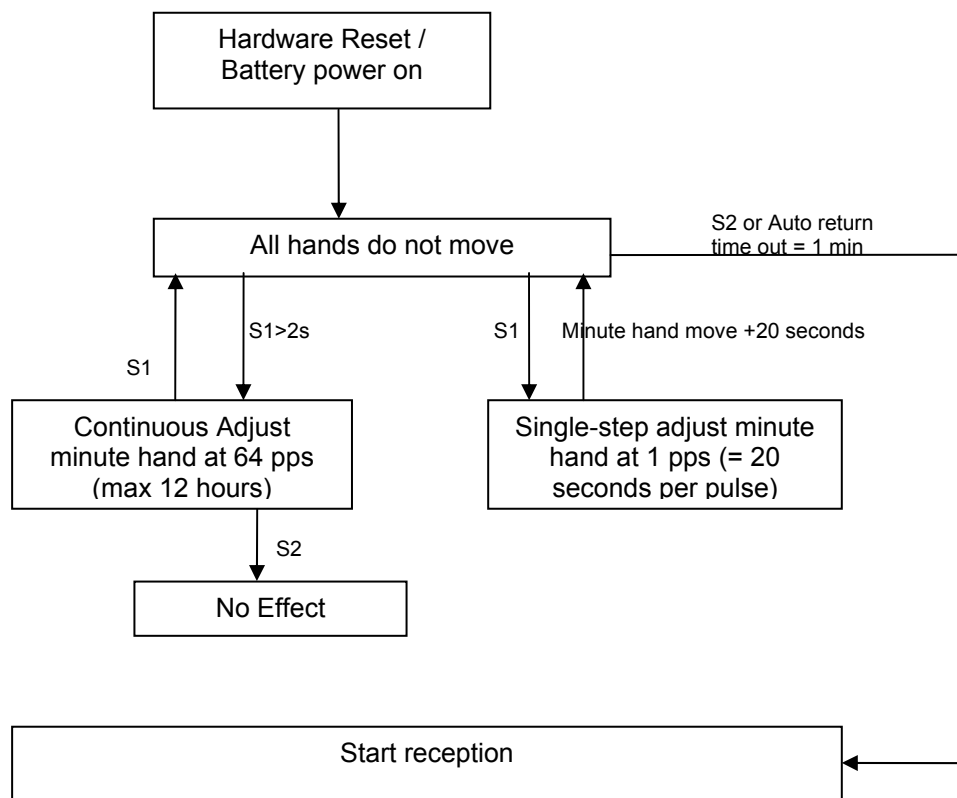 Hardware Reset /
Battery power on
S2 or Auto return
time out = 1 min
All hands do not move
S1>2s
S1
Minute hand move +20 seconds
S1
Continuous Adjust
minute hand at 64 pps
(max 12 hours)
Single-step adjust minute
hand at 1 pps (= 20
seconds per pulse)
S2
No Effect
Start reception